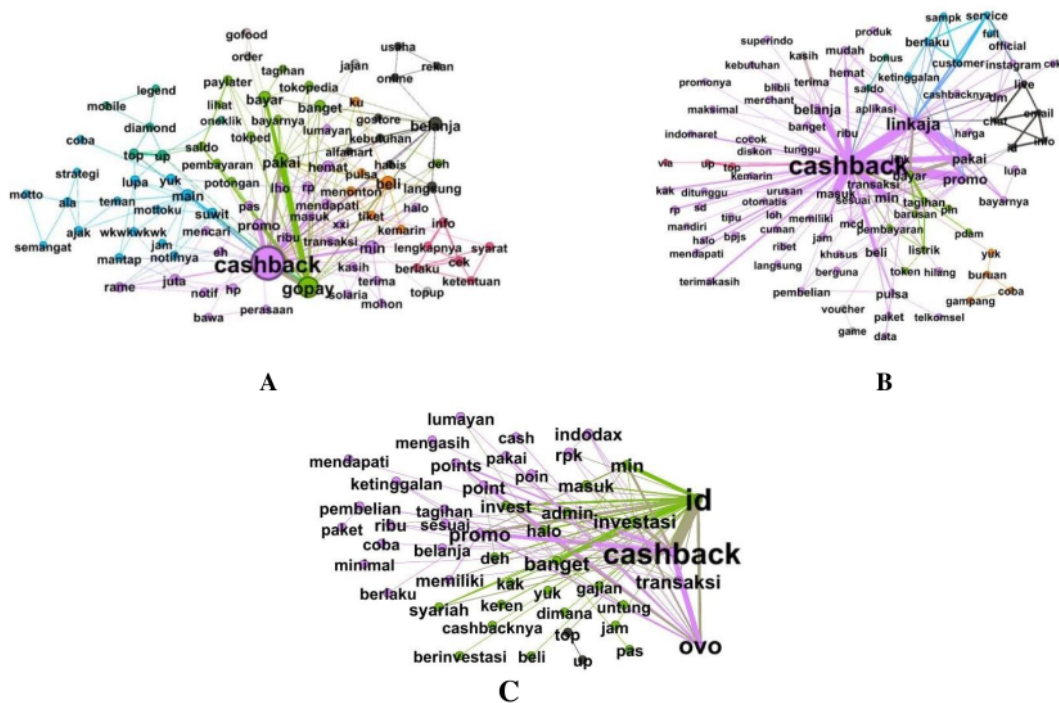 gofood
order
usaha
rekan
online
tagihan
jajan
paylater
tokopedia
legend
bayar
banget
ku
mobile
lihat
gostore
oneklik
bayarnya
belanja
diamond
tokped
lumayan
kebutuhan
coba
saldo
alfamart
top up
pakai
hemat
habis
deh
pembayaran
pulsa
strategi
lupa
yuk
potongan
lho
rp
menonton
beli
langsung
motto
teman
main
mendapati
ala
mottoku
suwit
pas
masuk
xxi
tiket
halo
info
promo
kemarin
ajak
wkwkwkwk
mencari
ribu
transaksi
min
lengkapnya
syarat
semangat
jam
notifnya
eh
cashback
cek
mantap
kasih
berlaku
juta
gopay
terima
ketentuan
rame
notif
hp
solaria
topup
bawa
perasaan
mohon
A
sampk
service
produk
berlaku
full
superindo
kasih
mudah
bonus
official
kebutuhan
hemat
customer
terima
ketinggalan
instagram
cek
promonya
blibli
saldo
cashbacknya
live
merchant
aplikasi
dm
maksimal
belanja
linkaja
email
banget
ribu
harga
chat
indomaret
cocok
tunggu
id
info
diskon
cashback
link
pakai
via
up
top
bayar
promo
lupa
kemarin
transaksi
kak
ditunggu
urusan
masuk
sesuai
min
tagihan
bayarnya
otomatis
barusan
pln
rp
sd
memiliki
tipu
loh
mcd
pembayaran
pdam
mandiri
cuman
listrik
halo
bpjs
jam
beli
yuk
ribet
khusus
token
hilang
mendapati
langsung
berguna
buruan
terimakasih
pembelian
pulsa
gampang
coba
voucher
paket
telkomsel
game
data
B
lumayan
cash
indodax
mengasih
pakai
rpk
min
mendapati
points
poin
ketinggalan
point
masuk
id
pembelian
tagihan
invest
admin
investasi
paket
ribu
sesuai
promo
halo
coba
belanja
cashback
minimal
deh
banget
transaksi
berlaku
memiliki
kak
yuk
gajian
syariah
keren
dimana
untung
cashbacknya
top
jam
ovo
berinvestasi
beli
up
pas
C